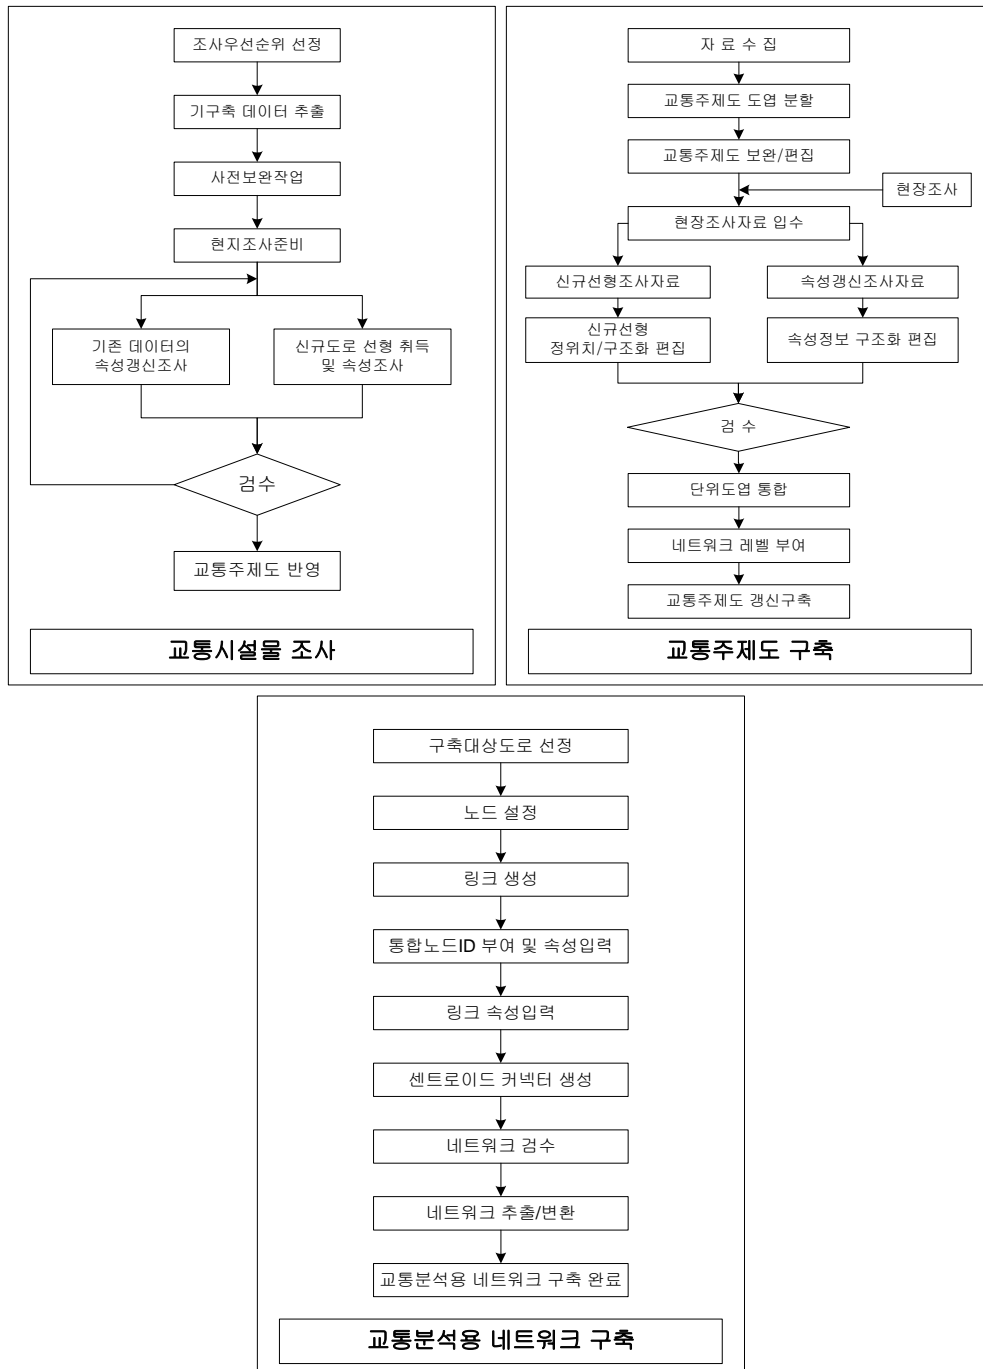 조사우선순위 선정
기구축 데이터 추출
사전보완작업
현지조사준비
기존 데이터의
속성갱신조사
신규도로 선형 취득
및 속성조사
검수
교통주제도 반영
교통시설물 조사
자 료 수 집
교통주제도 도엽 분할
교통주제도 보완/편집
현장조사
현장조사자료 입수
신규선형조사자료
속성갱신조사자료
신규선형
정위치/구조화 편집
속성정보 구조화 편집
검 수
단위도엽 통합
네트워크 레벨 부여
교통주제도 갱신구축
교통주제도 구축
구축대상도로 선정
노드 설정
링크 생성
통합노드ID 부여 및 속성입력
링크 속성입력
센트로이드 커넥터 생성
네트워크 검수
네트워크 추출/변환
교통분석용 네트워크 구축 완료
교통분석용 네트워크 구축